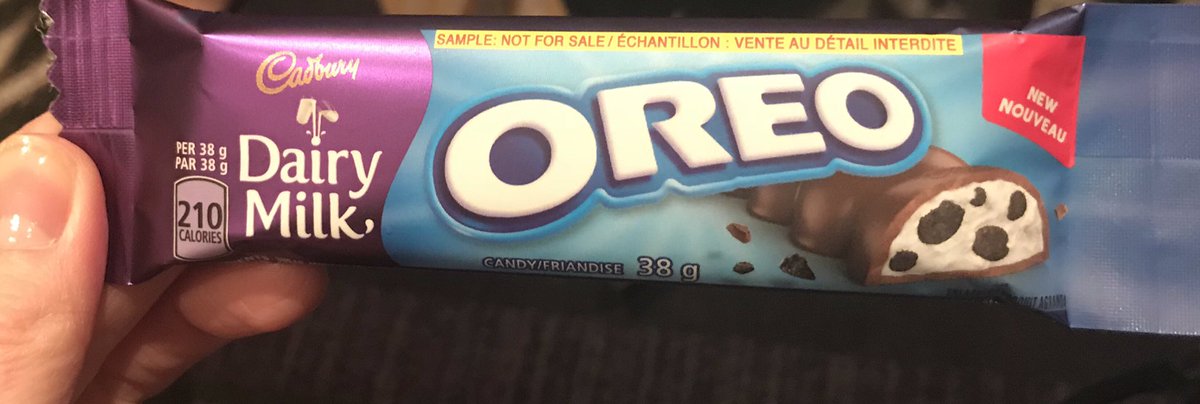 SAMPLE: NOT FOR SALE / ÉCHANTILLON : VENTE AU DÉTAIL INTERDITE
Cadbury
Dairy
Milk
PER 38 g
PAR 38 g
210
CALORIES
OREO
NEW
NOUVEAU
CANDY/FRIANDISE 38 g